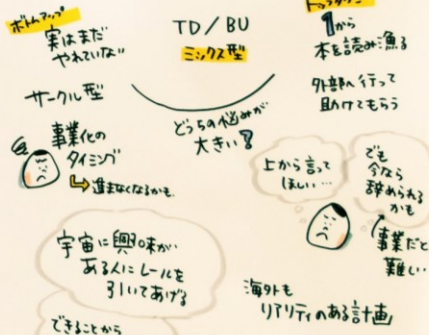 ボトムアップ
実はまだ
やれていない
サークル型
事業化の
タイミング
進まなくなるかも
TD/BU
ミックス型
どっちの悩みが
大きい?
トップダウン
1から
本を読み漁る
外部へ行って
助けてもらう
上から言って
ほしい…
でも
今なら
辞められる
かも
事業だと
難しい…
宇宙に興味が
ある人にレールを
引いてあげる
できることから
海外も
リアリティのある計画